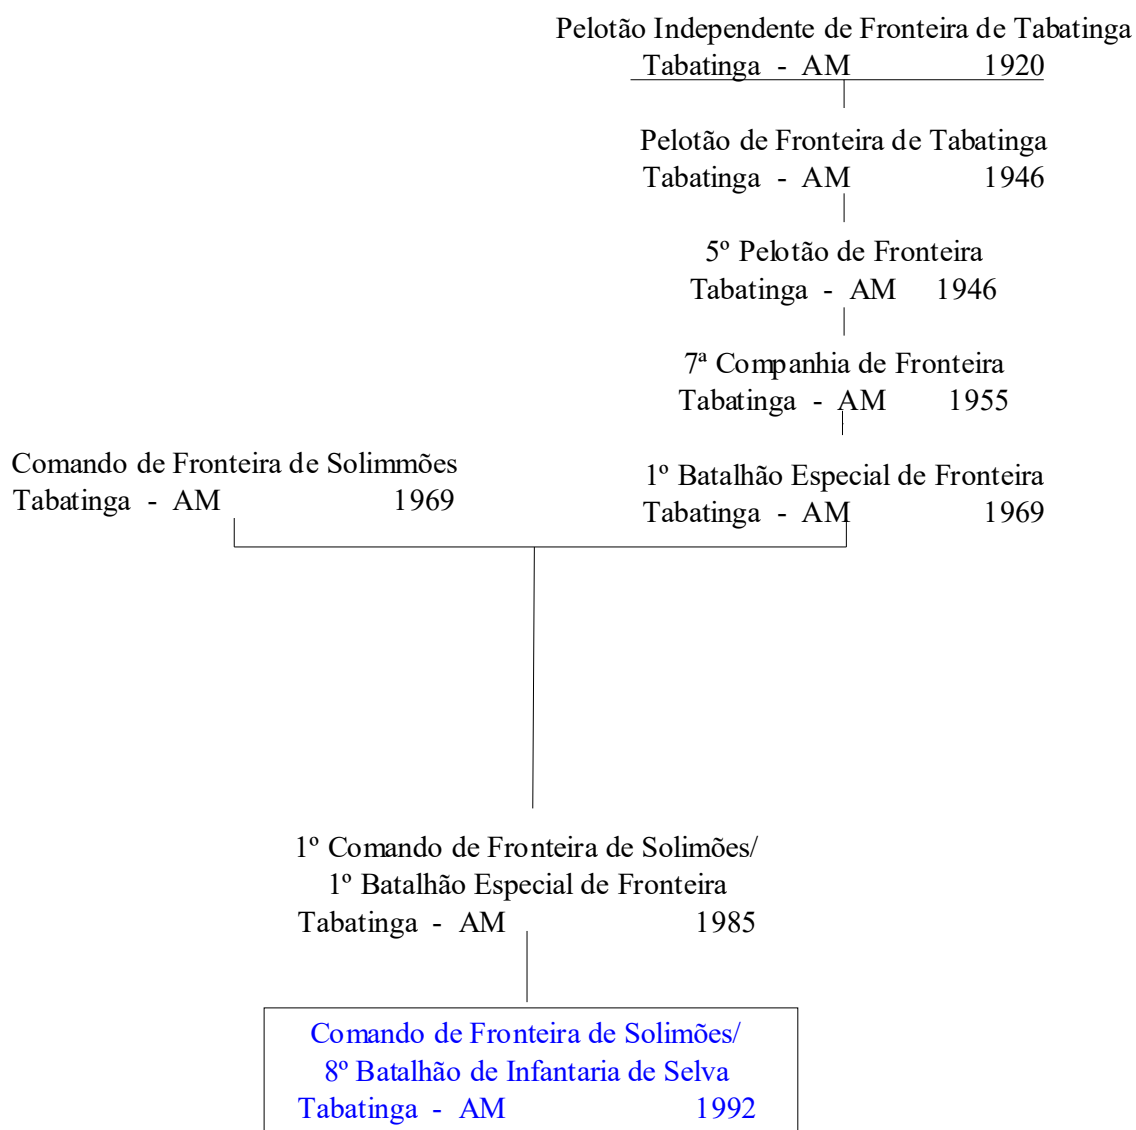 Pelotão Independente de Fronteira de Tabatinga
Tabatinga - AM 1920
Pelotão de Fronteira de Tabatinga
Tabatinga - AM 1946
5º Pelotão de Fronteira
Tabatinga - AM 1946
7ª Companhia de Fronteira
Tabatinga - AM 1955
Comando de Fronteira de Solimmões
Tabatinga - AM 1969
1º Batalhão Especial de Fronteira
Tabatinga - AM 1969
1º Comando de Fronteira de Solimões/
1º Batalhão Especial de Fronteira
Tabatinga - AM 1985
Comando de Fronteira de Solimões/
8º Batalhão de Infantaria de Selva
Tabatinga - AM 1992